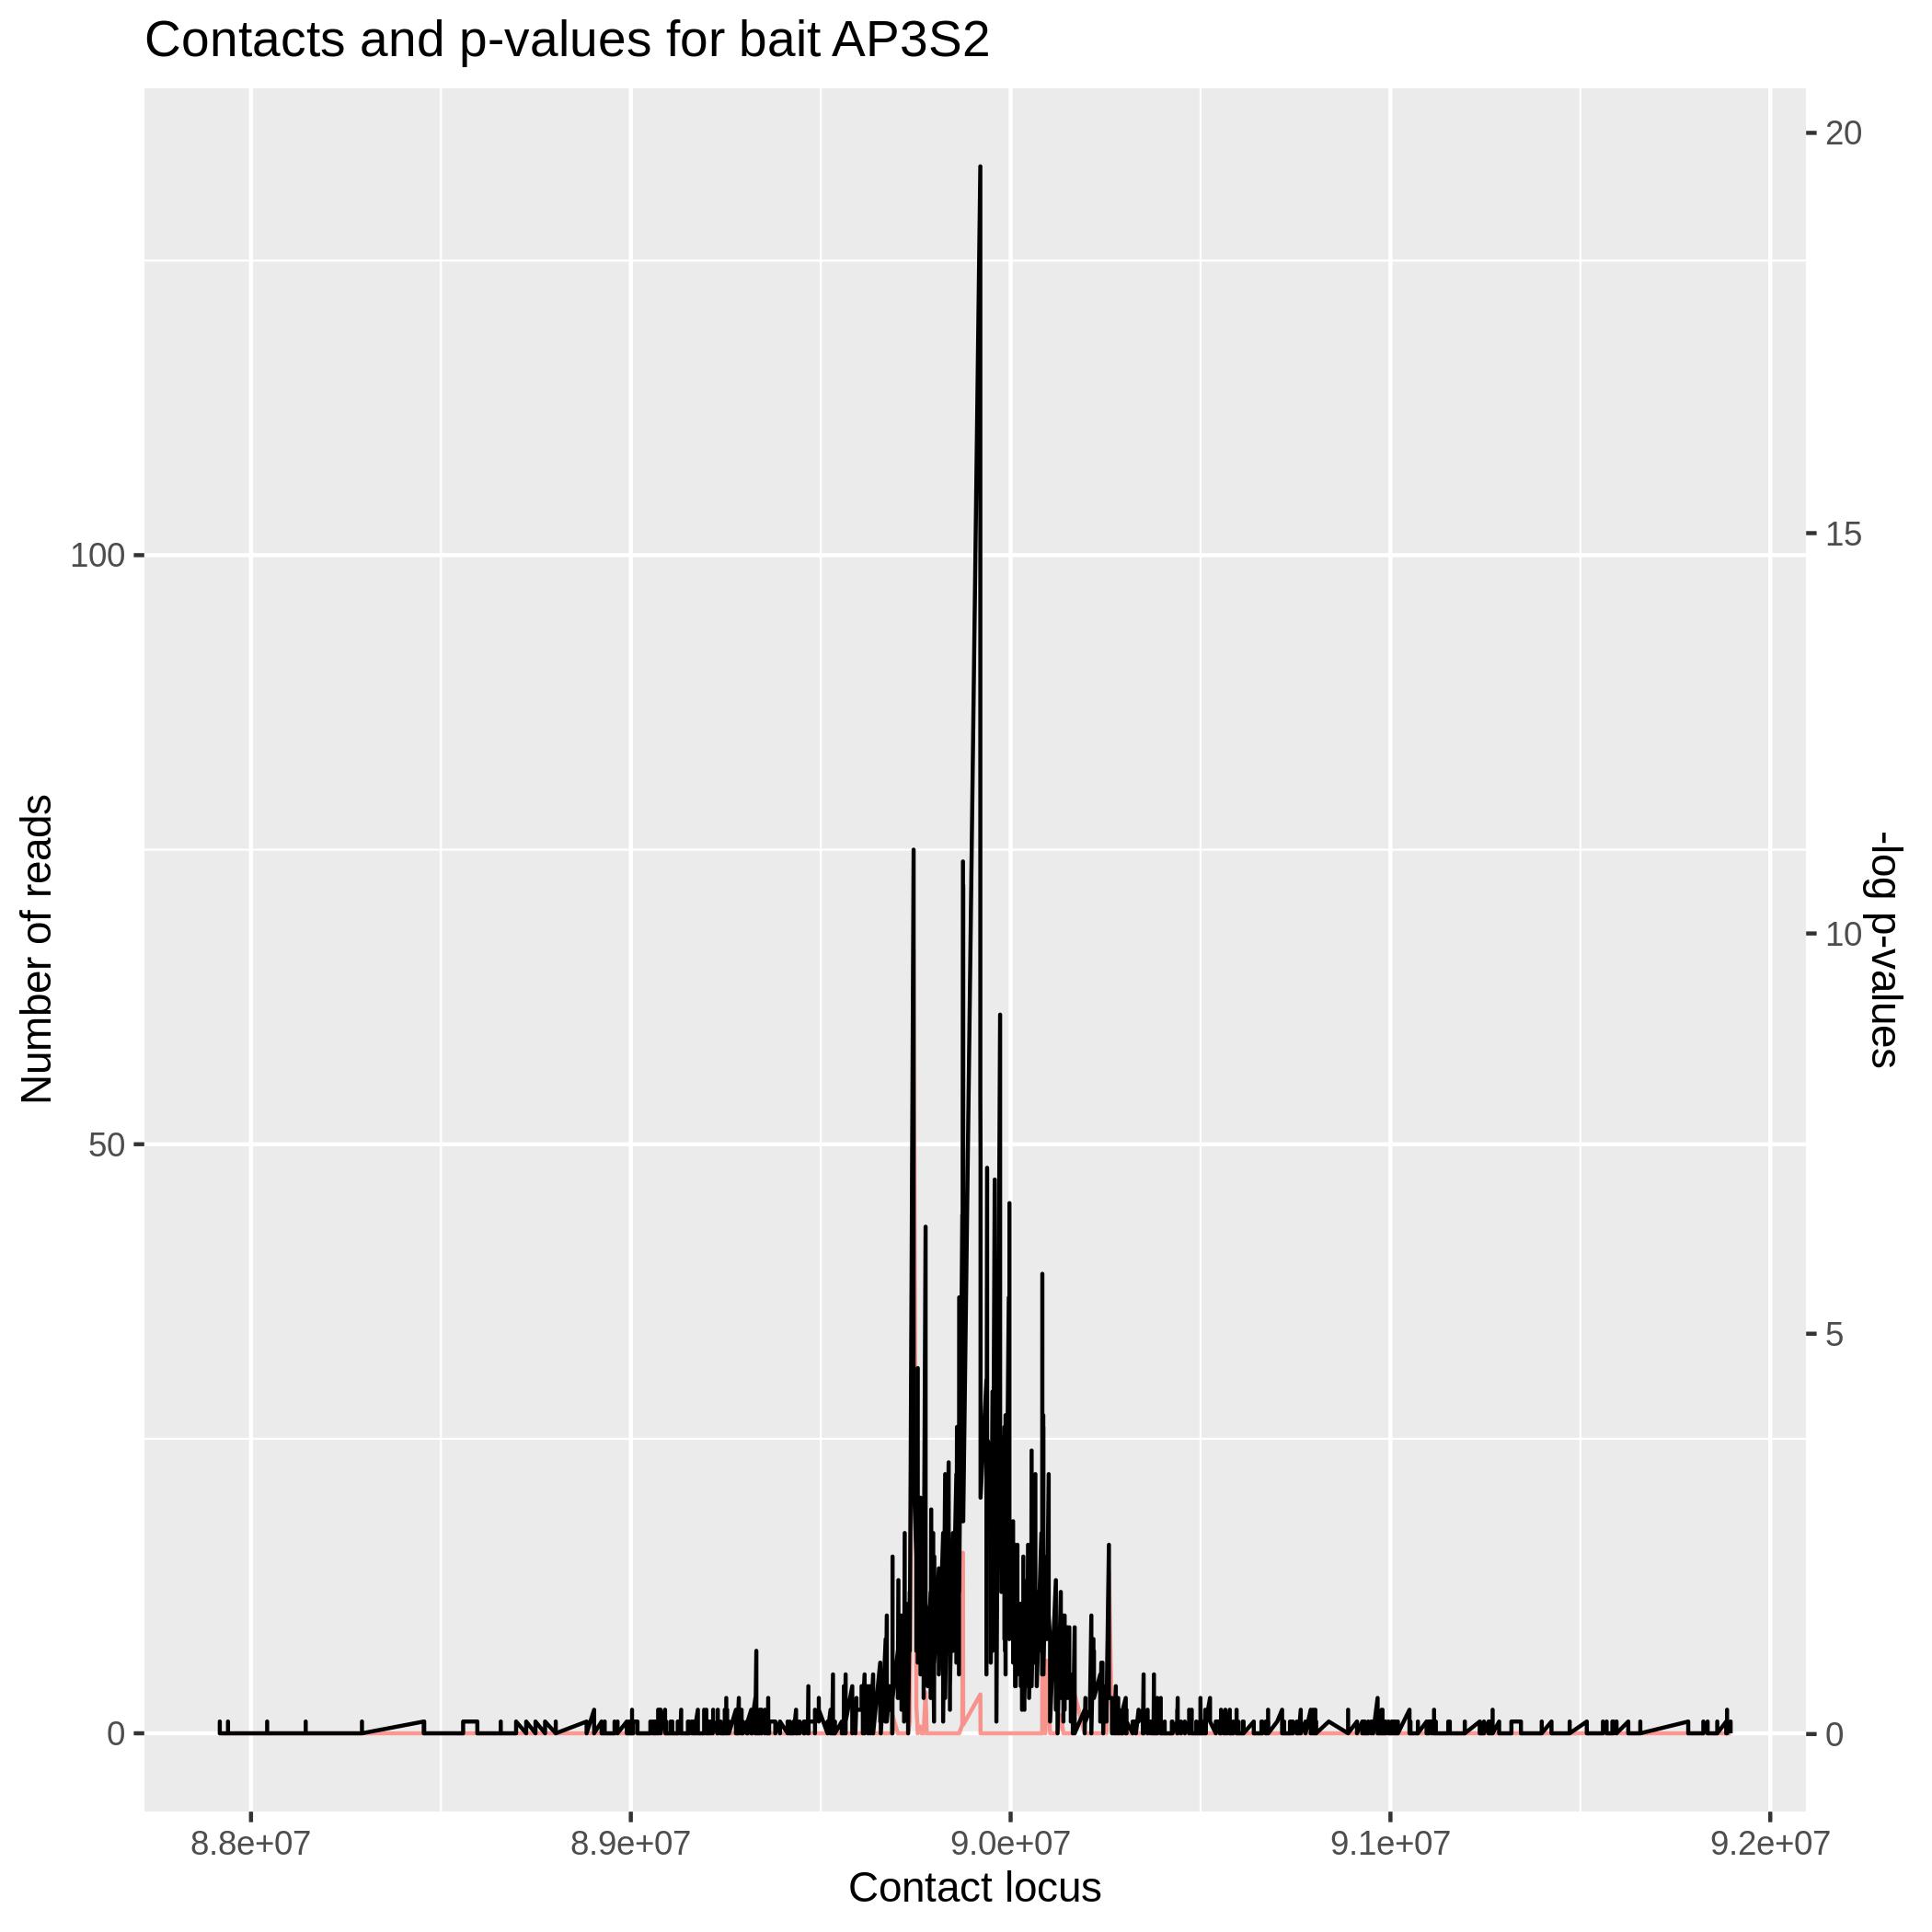 Contacts and p-values for bait AP3S2
20
15
10
5
0
-log p-values
100
50
0
Number of reads
8.8e+07
8.9e+07
9.0e+07
9.1e+07
9.2e+07
Contact locus